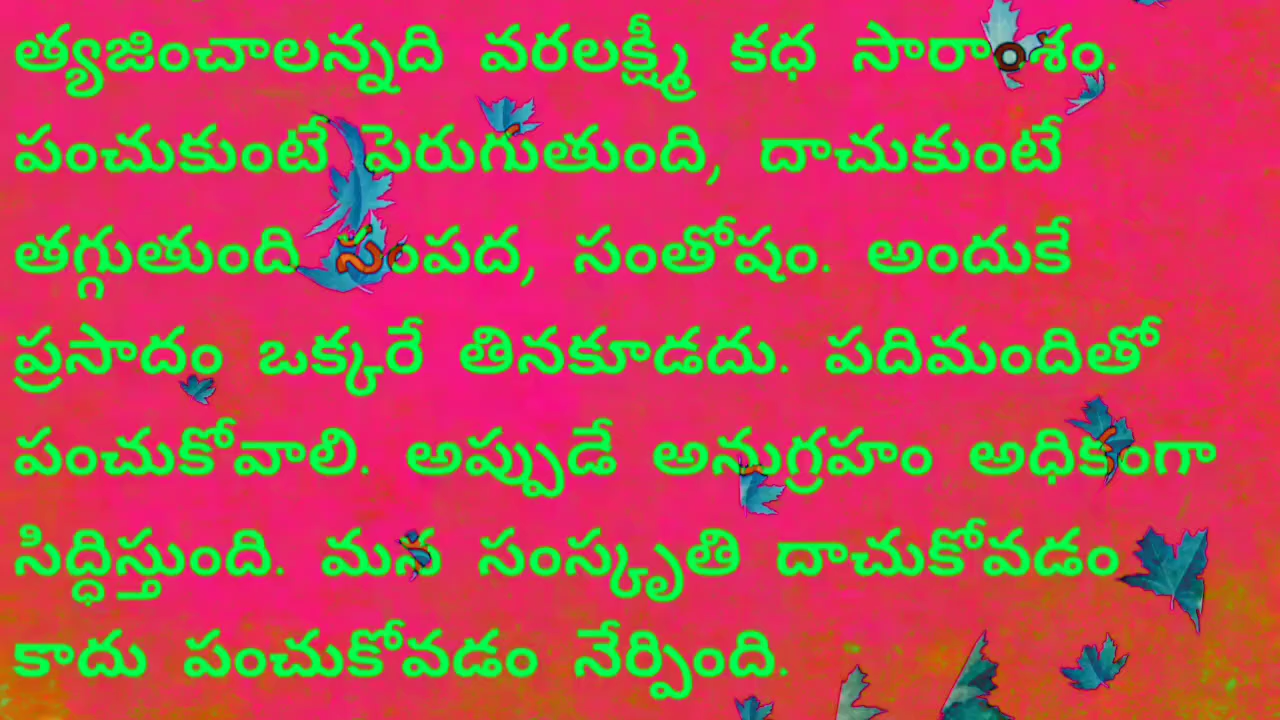 త్యజించాలన్నది వరలక్ష్మీ కధ సారాంశం.
పంచుకుంటే పెరుగుతుంది, దాచుకుంటే
తగ్గుతుంది సంపద, సంతోషం. అందుకే
ప్రసాదం ఒక్కరే తినకూడదు. పదిమందితో
పంచుకోవాలి. అప్పుడే అనుగ్రహం అధికంగా
సిద్ధిస్తుంది. మన సంస్కృతి దాచుకోవడం
కాదు పంచుకోవడం నేర్పింది.